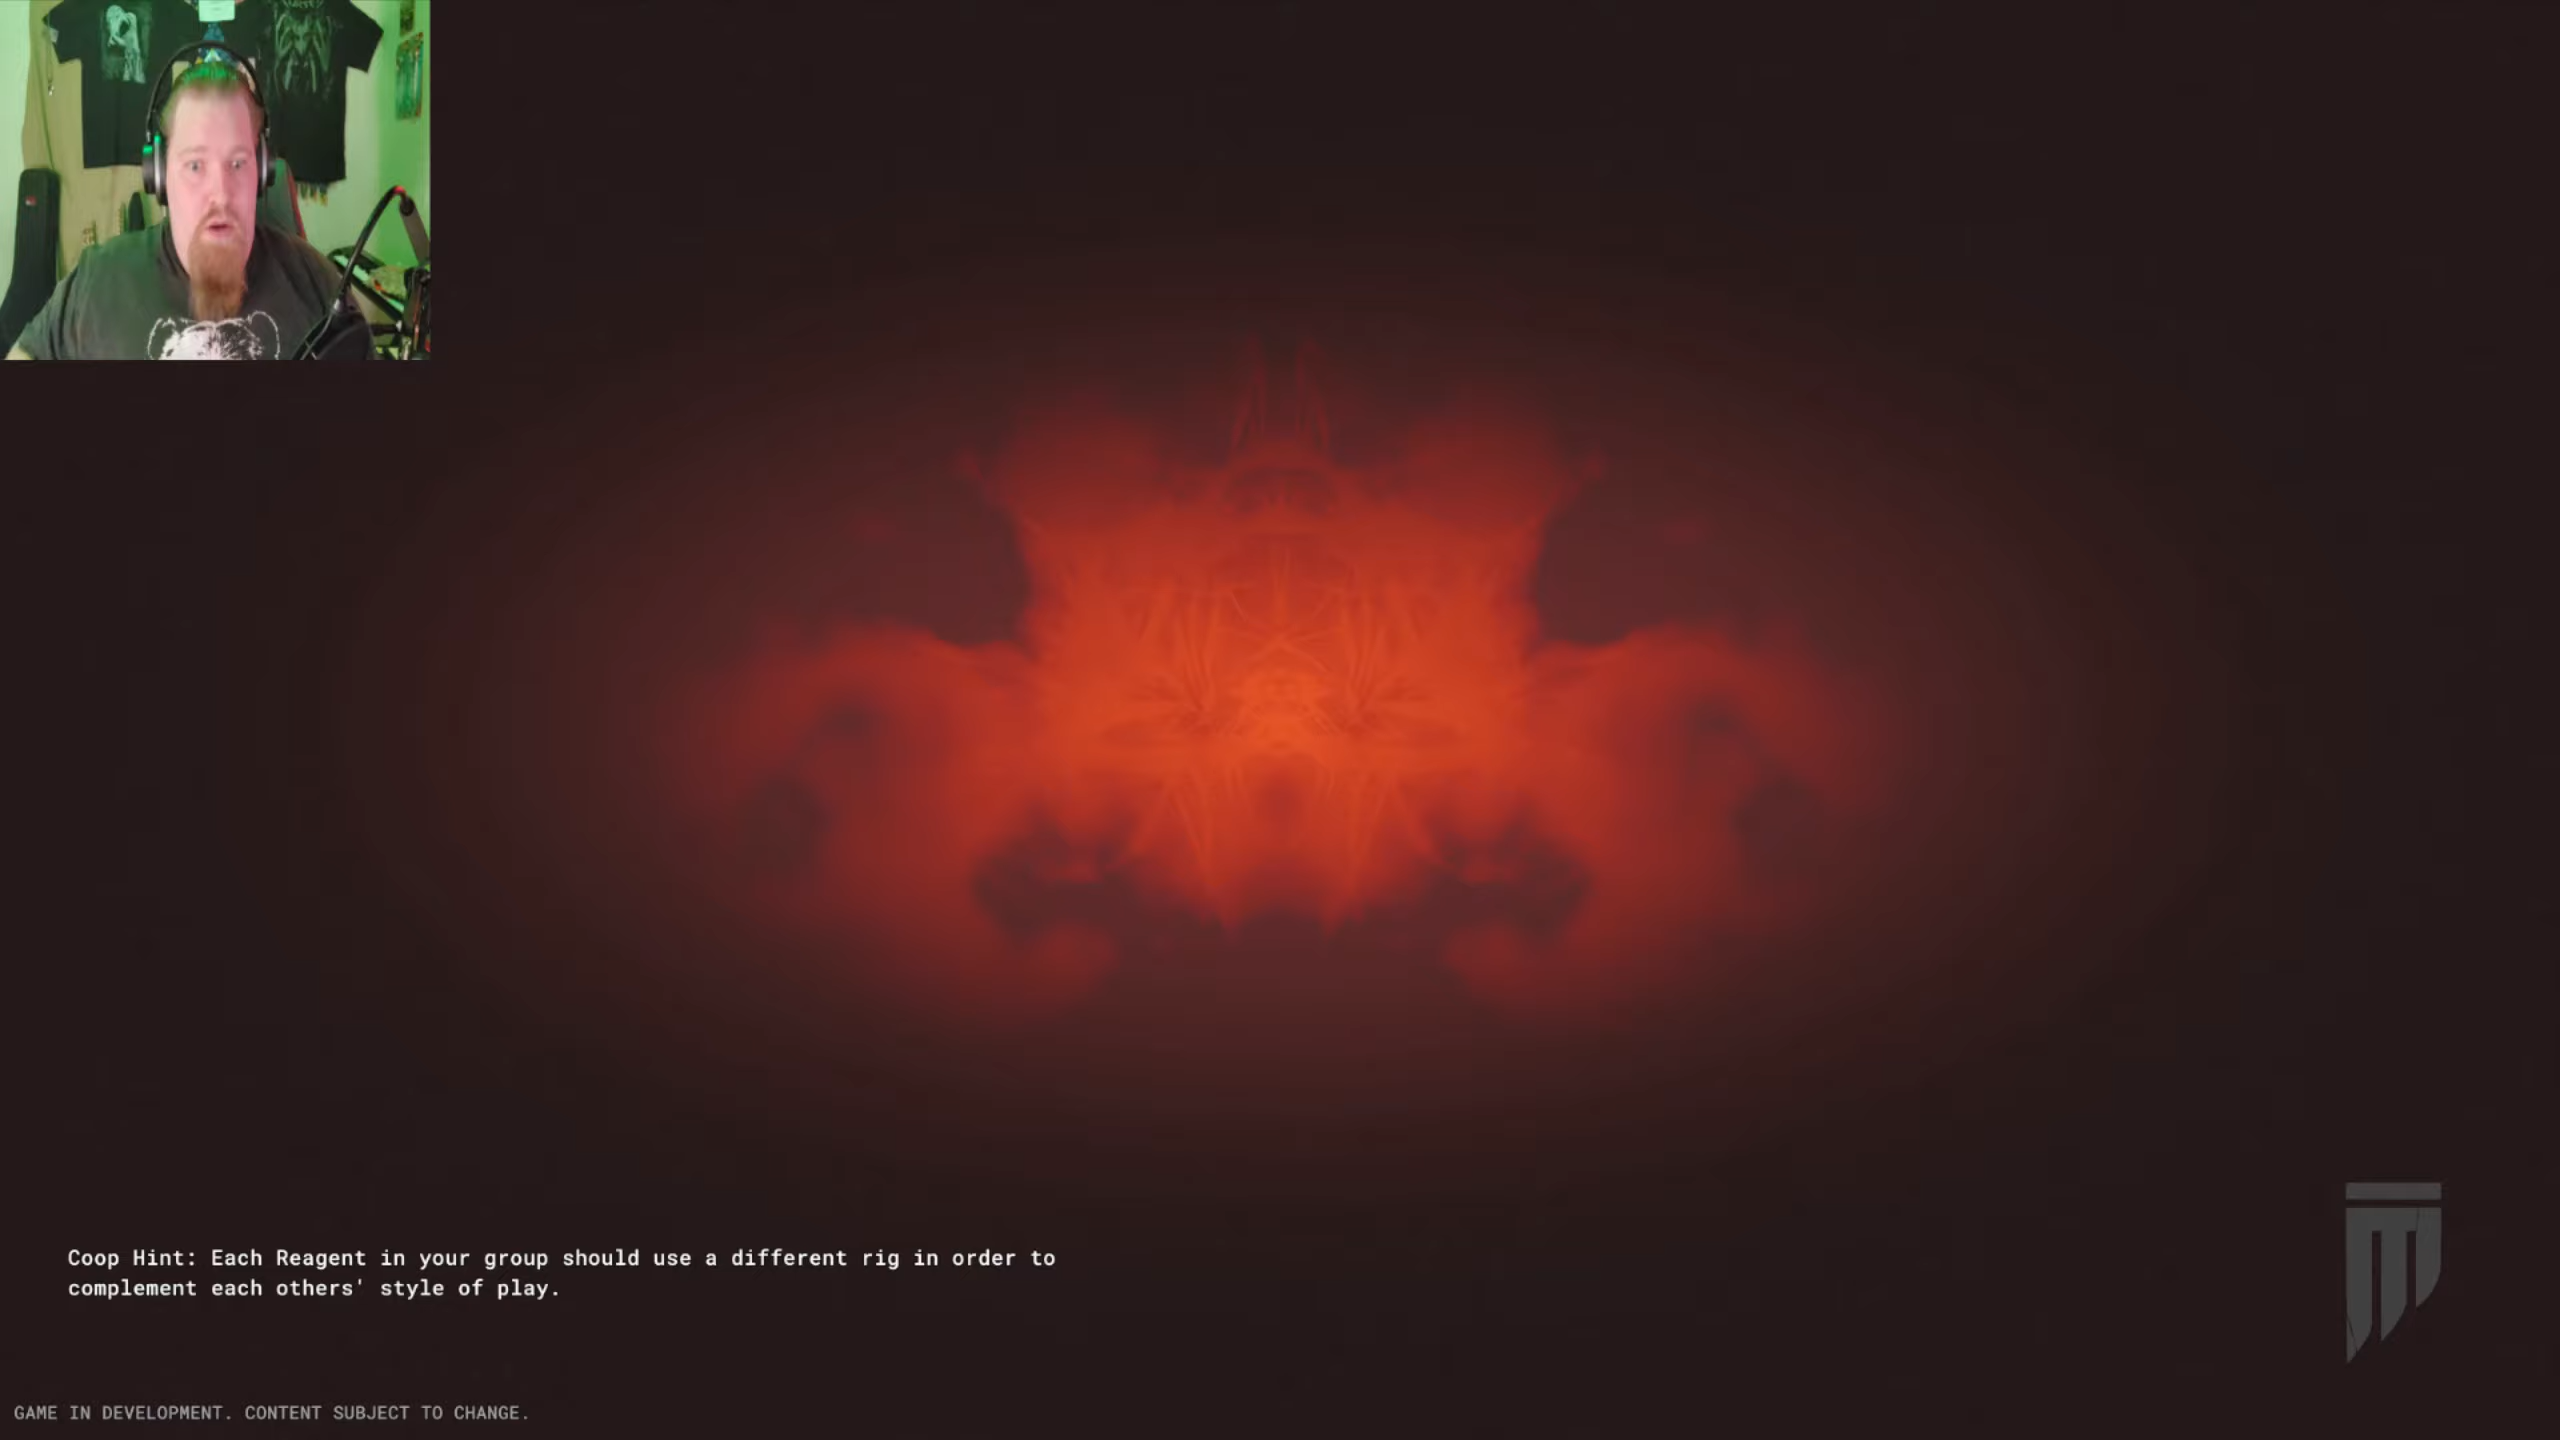 Coop Hint: Each Reagent in your group should use a different rig in order to
complement each others' style of play.
GAME IN DEVELOPMENT. CONTENT SUBJECT TO CHANGE.